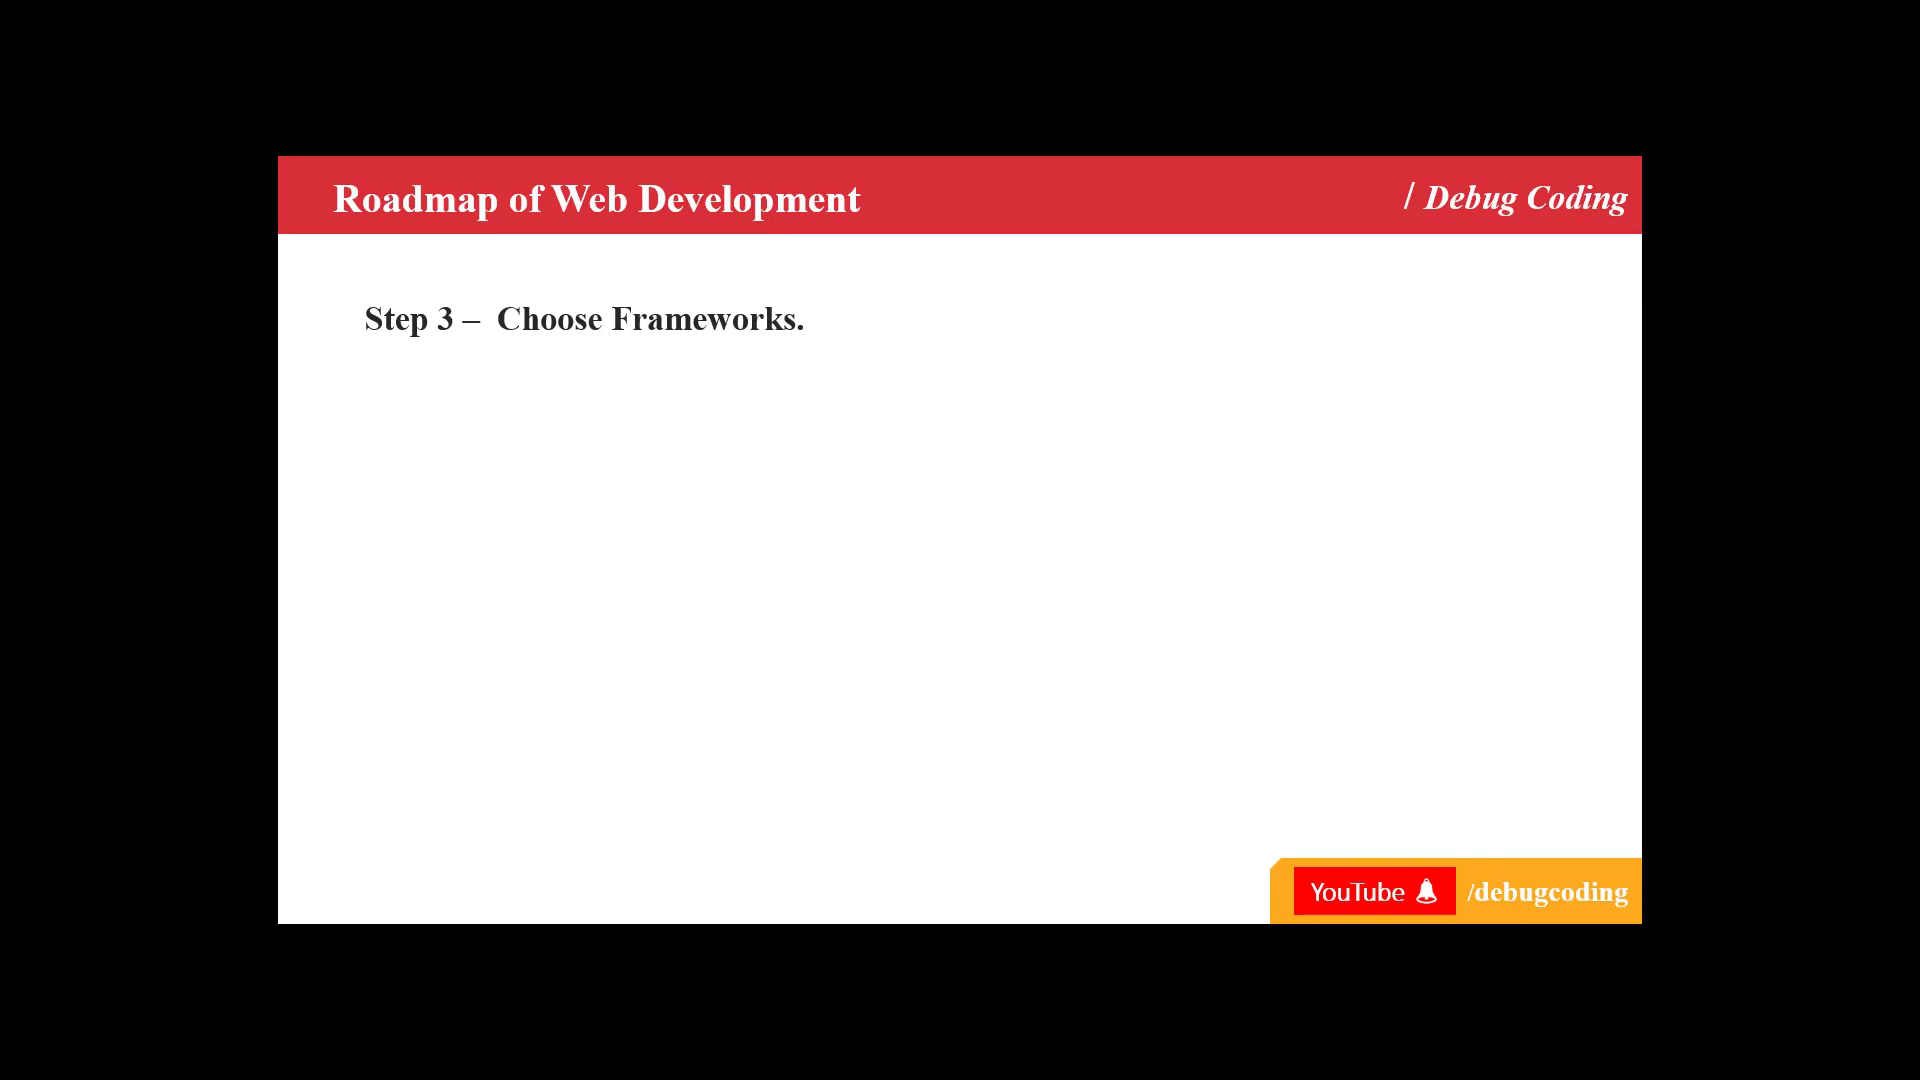 Roadmap of Web Development
/ Debug Coding
Step 3 – Choose Frameworks.
YouTube /debugcoding